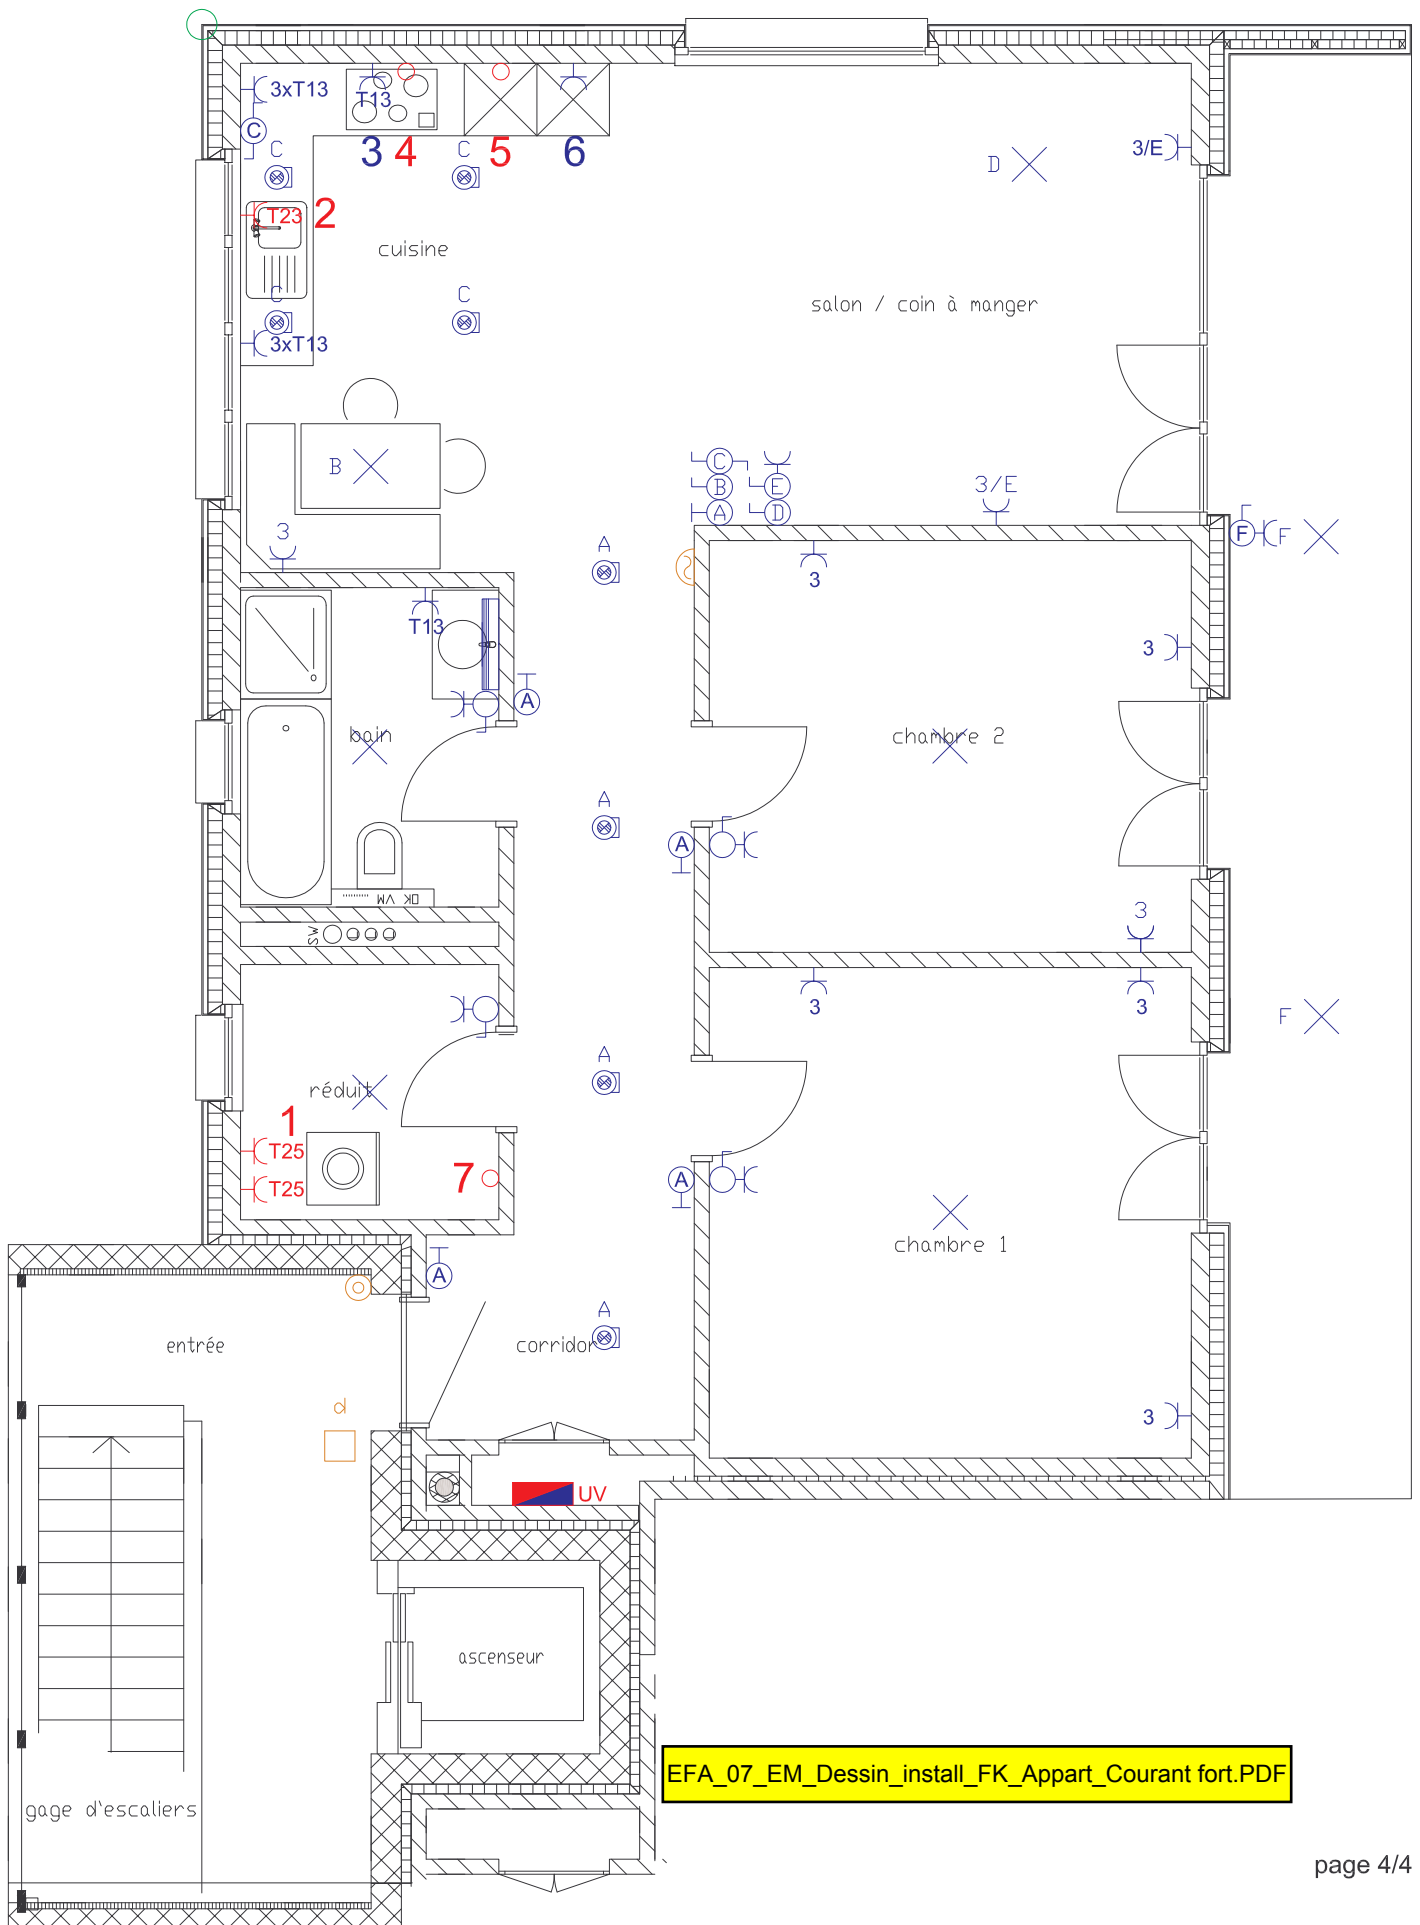 3xT13
T13
C
3 4 5 6
C
C
3/E
D
T23
2
cuisine
C
C
salon / coin à manger
3xT13
B
C
B E
A D
3/E
3
A
F F
3
T13
3
A
bain
chambre 2
A
A
OK VM
SW
3
3
3
F
A
réduit
1
T25
T25
7
A
chambre 1
A
A
entrée
corridor
d
3
UV
ascenseur
EFA_07_EM_Dessin_install_FK_Appart_Courant fort.PDF
gage d'escaliers
page 4/4